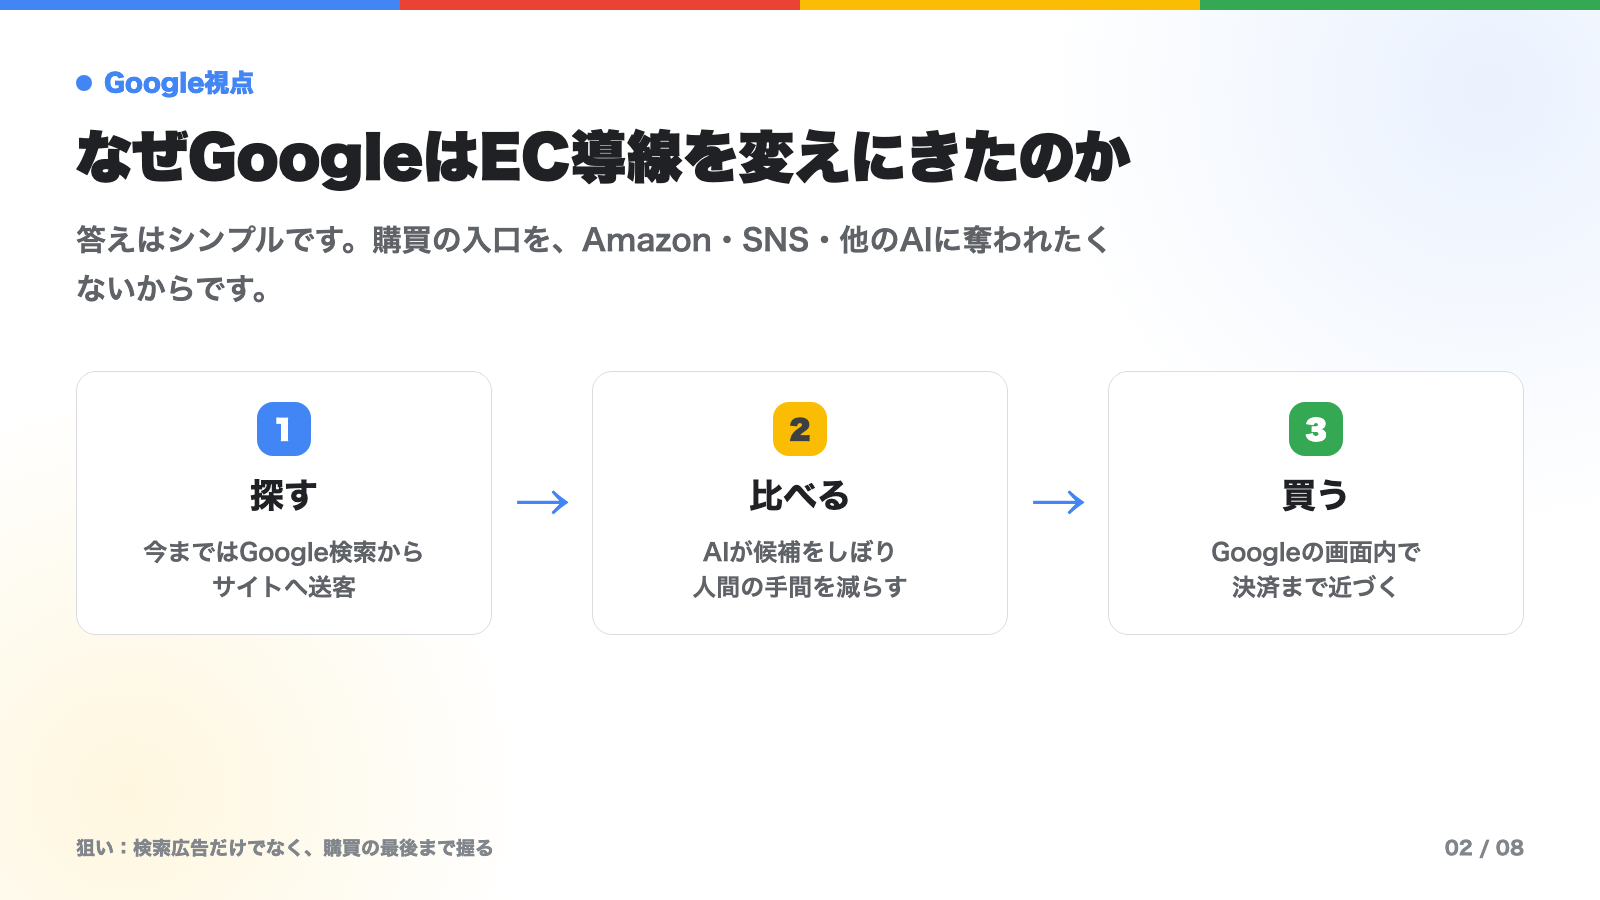 Google視点
なぜGoogleはEC導線を変えにきたのか
答えはシンプルです。購買の入口を、Amazon・SNS・他のAIに奪われたく
ないからです。
1
探す
今まではGoogle検索から
サイトへ送客
→
2
比べる
AIが候補をしぼり
人間の手間を減らす
→
3
買う
Googleの画面内で
決済まで近づく
狙い：検索広告だけでなく、購買の最後まで握る
02 / 08